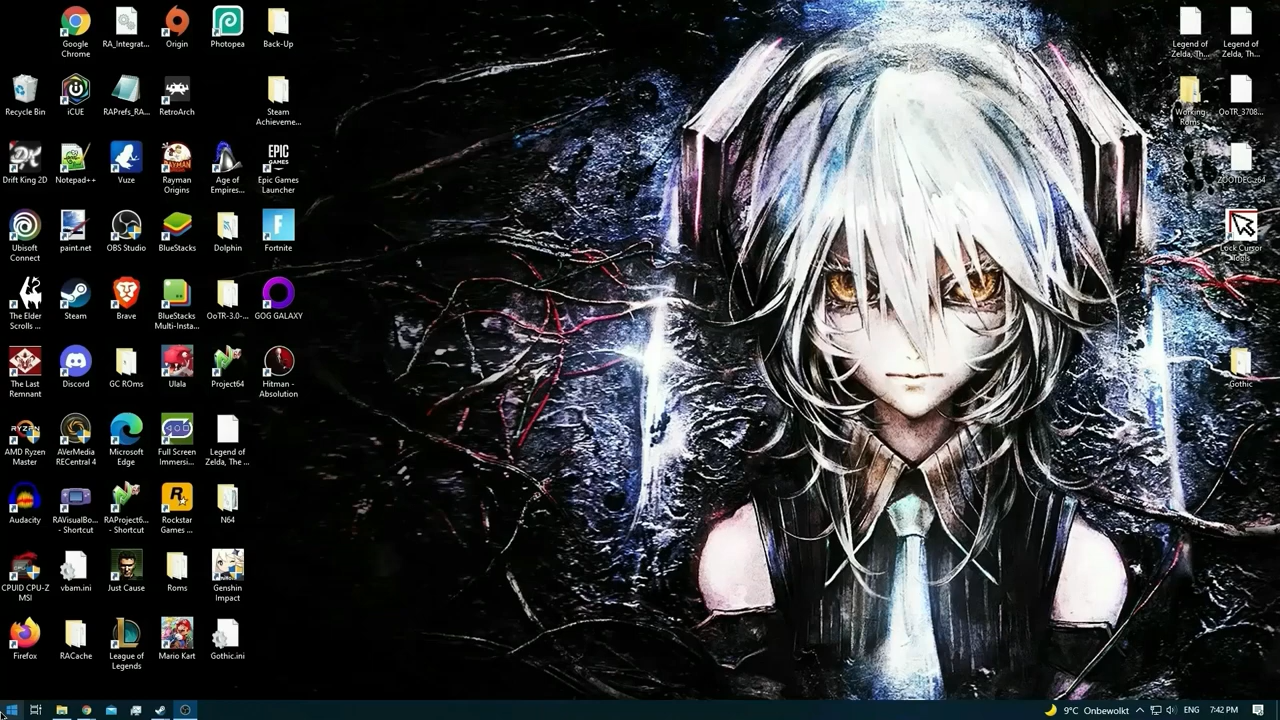 Google
Chrome
RA_Integrat...
Origin
Photopea
Back-Up
Recycle Bin
iCUE
RAPrefs_RA...
RetroArch
Steam
Achieveme...
Drift King 2D
Notepad++
Vuze
Rayman
Origins
Age of
Empires...
EPIC
GAMES
Epic Games
Launcher
Ubisoft
Connect
paint.net
OBS Studio
BlueStacks
Dolphin
Fortnite
The Elder
Scrolls ...
Steam
Brave
BlueStacks
Multi-Insta...
OoTR-3.0-...
GOG GALAXY
The Last
Remnant
Discord
GC ROms
Ulala
Project64
Hitman -
Absolution
RYZEN
AMD Ryzen
Master
AVerMedia
RECentral 4
Microsoft
Edge
Full Screen
Immersi...
Legend of
Zelda, The ...
Audacity
RAVisualBo...
- Shortcut
RAProject6...
- Shortcut
Rockstar
Games ...
N64
CPUID CPU-Z
MSI
vbam.ini
Just Cause
Roms
Genshin
Impact
Firefox
RACache
League of
Legends
Mario Kart
Gothic.ini
Legend of
Zelda, Th...
Legend of
Zelda, Th...
Working
Roms
OoTR_3708...
ZOOTDEC.z64
Lock Cursor
Tools
Gothic
9°C Onbewolkt
ENG
7:42 PM